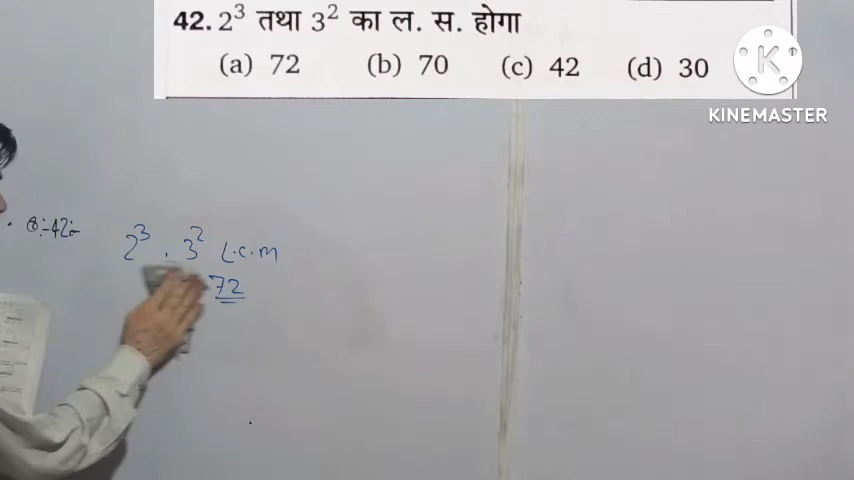 42. 2³ तथा 3² का ल. स. होगा
(a) 72 (b) 70 (c) 42 (d) 30
KINEMASTER
42:-
2³ , 3² L.C.M
72